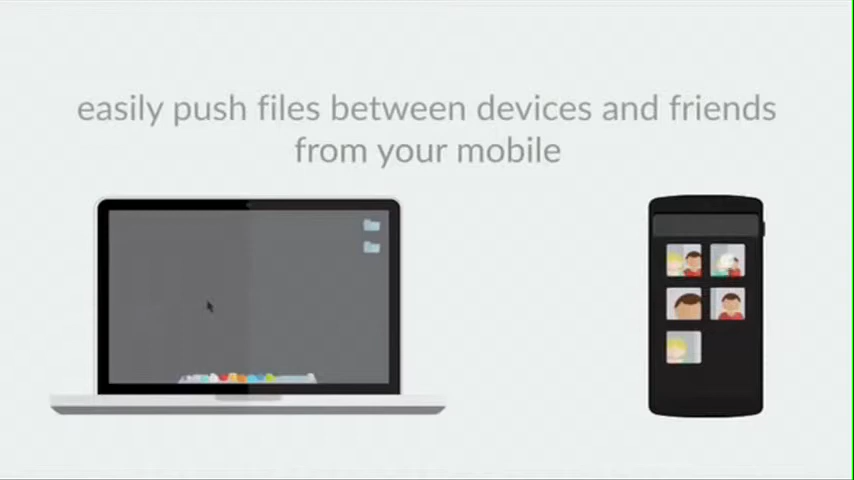 easily push files between devices and friends
from your mobile